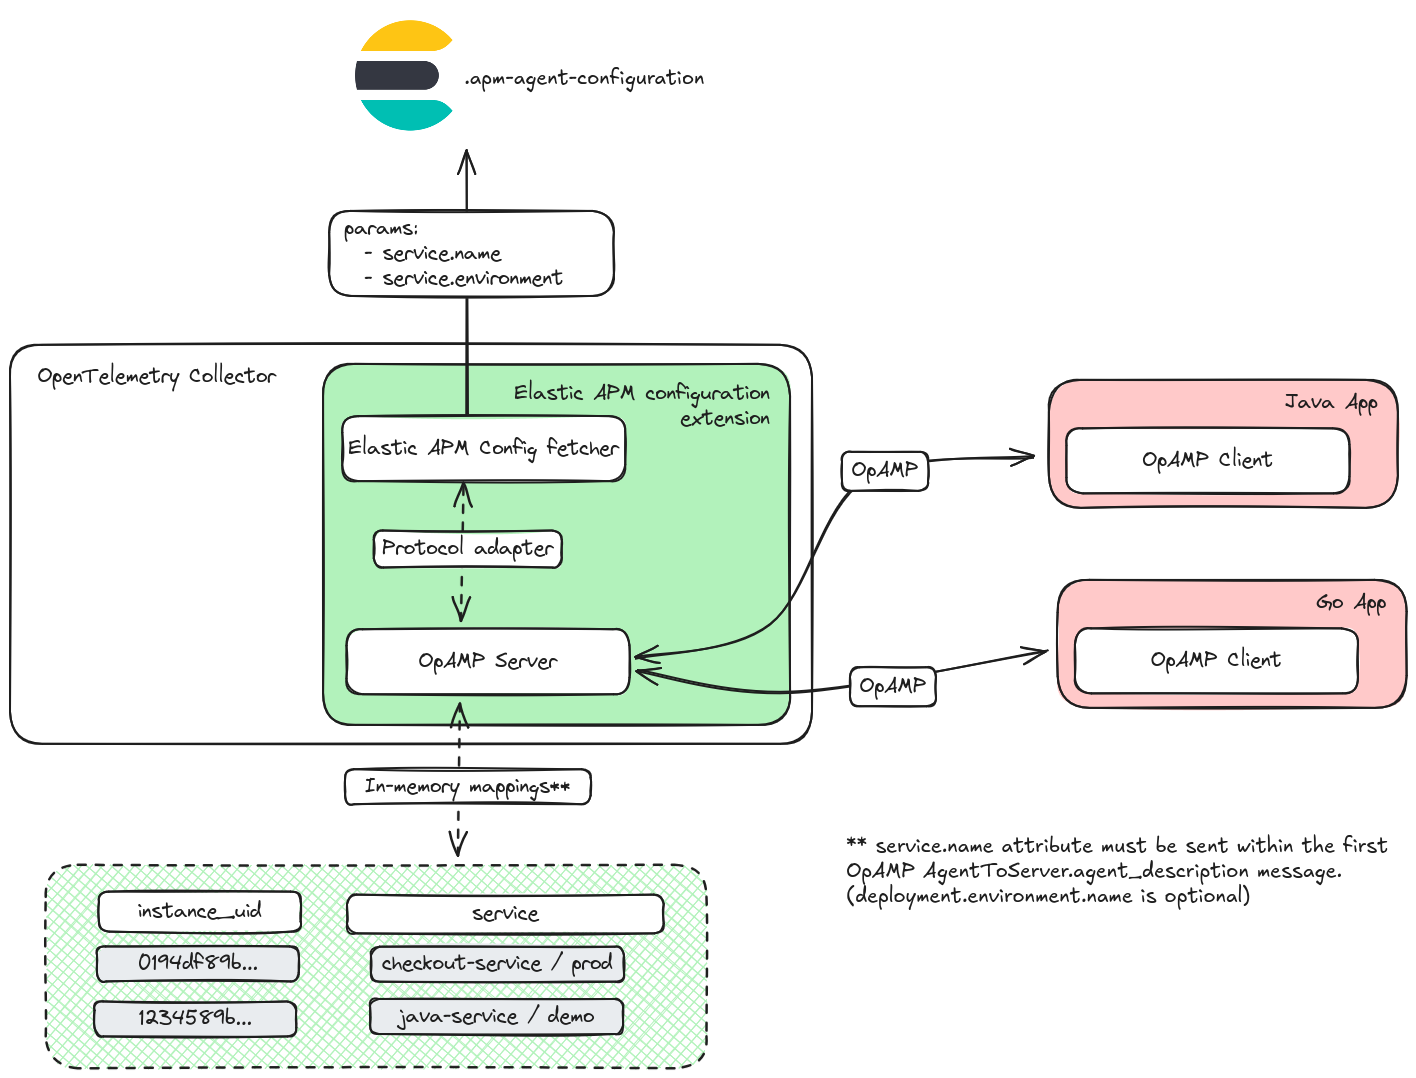 .apm-agent-configuration
params:
- service.name
- service.environment
OpenTelemetry Collector
Elastic APM configuration
extension
Elastic APM Config fetcher
Protocol adapter
OpAMP Server
OpAMP
Java App
OpAMP Client
OpAMP
Go App
OpAMP Client
In-memory mappings**
** service.name attribute must be sent within the first
OpAMP AgentToServer.agent_description message.
(deployment.environment.name is optional)
instance_uid
service
0194df89b...
checkout-service / prod
1234589b...
java-service / demo